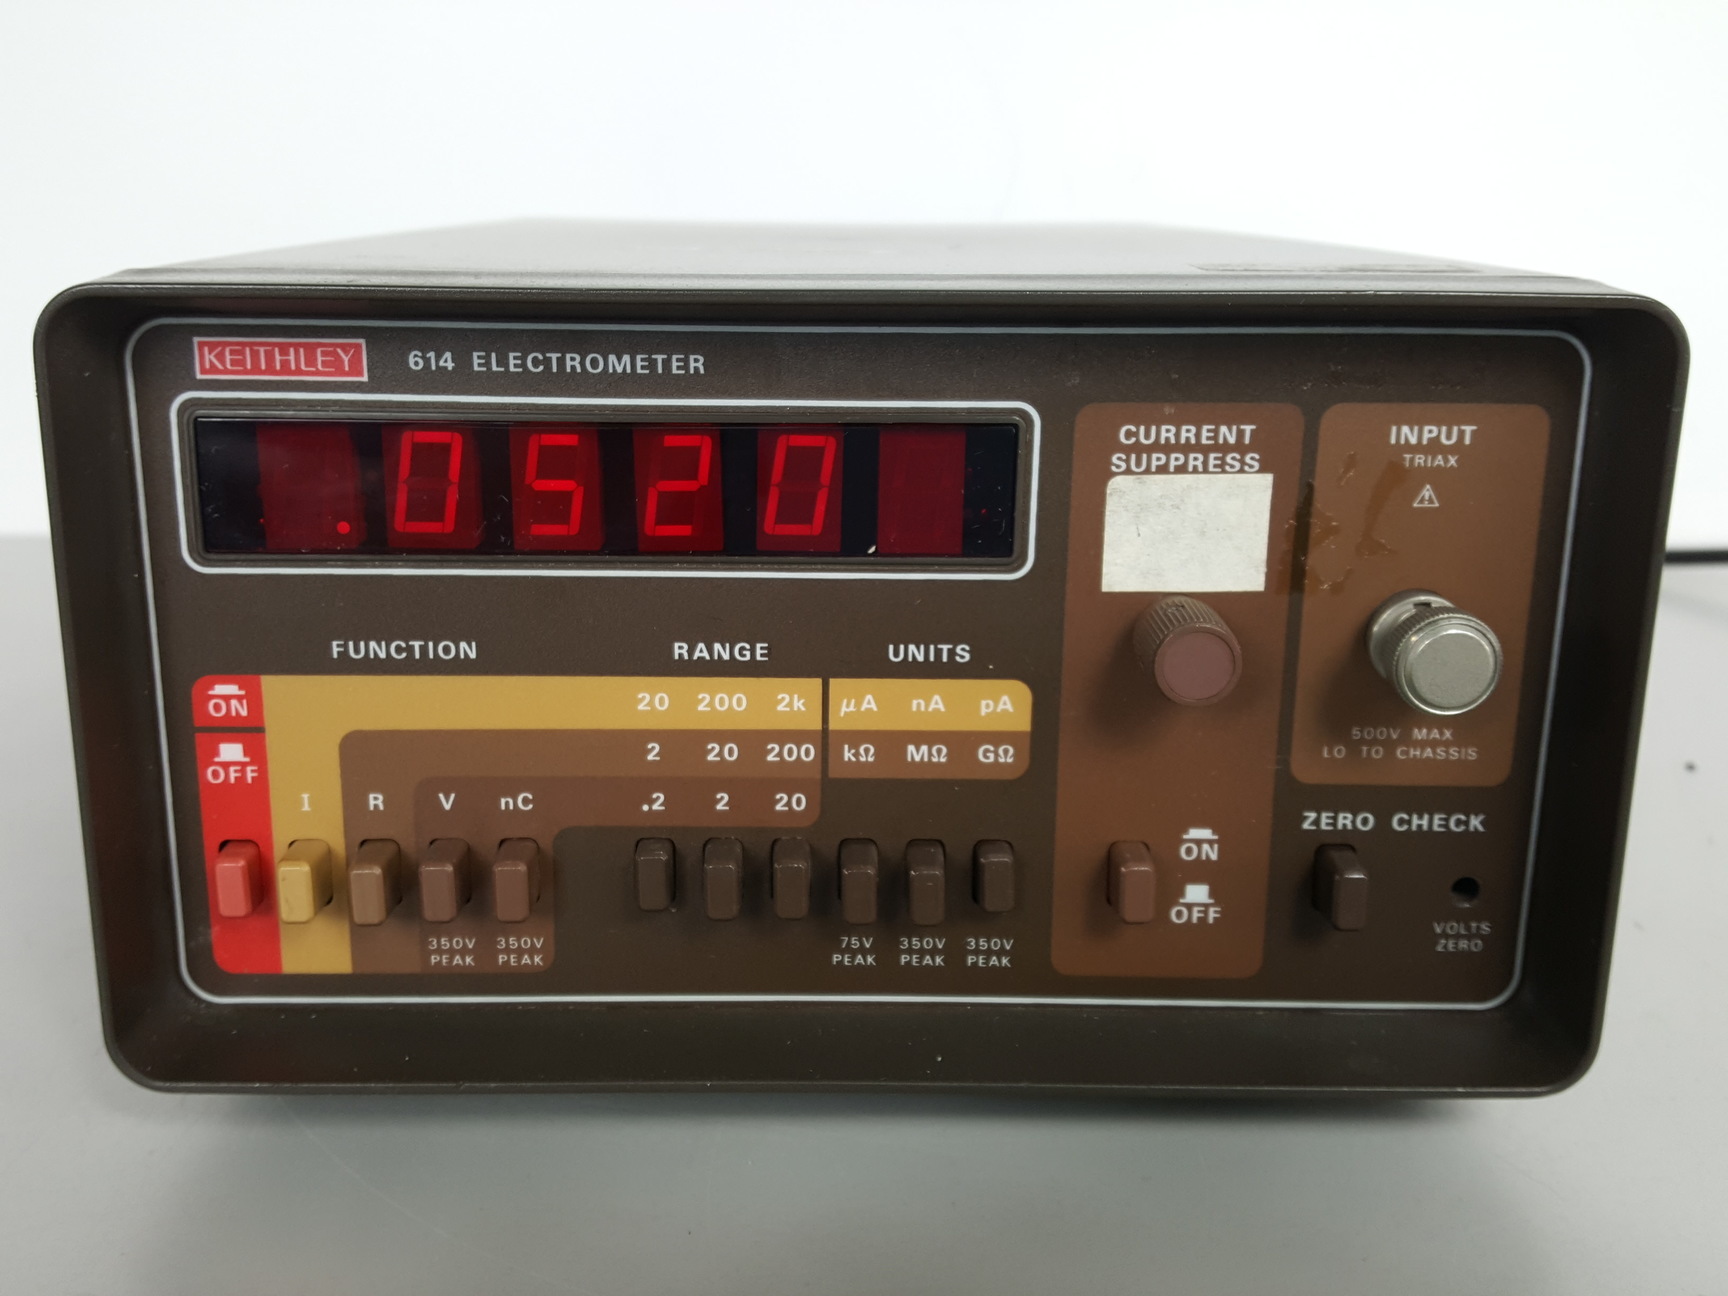 KEITHLEY 614 ELECTROMETER
.0520
CURRENT
SUPPRESS
INPUT
TRIAX
500V MAX
LO TO CHASSIS
FUNCTION RANGE UNITS
ON 20 200 2k µA nA pA
OFF 2 20 200 kΩ MΩ GΩ
I R V nC .2 2 20
350V 350V 75V 350V 350V
PEAK PEAK PEAK PEAK PEAK
ON
OFF
ZERO CHECK
VOLTS
ZERO